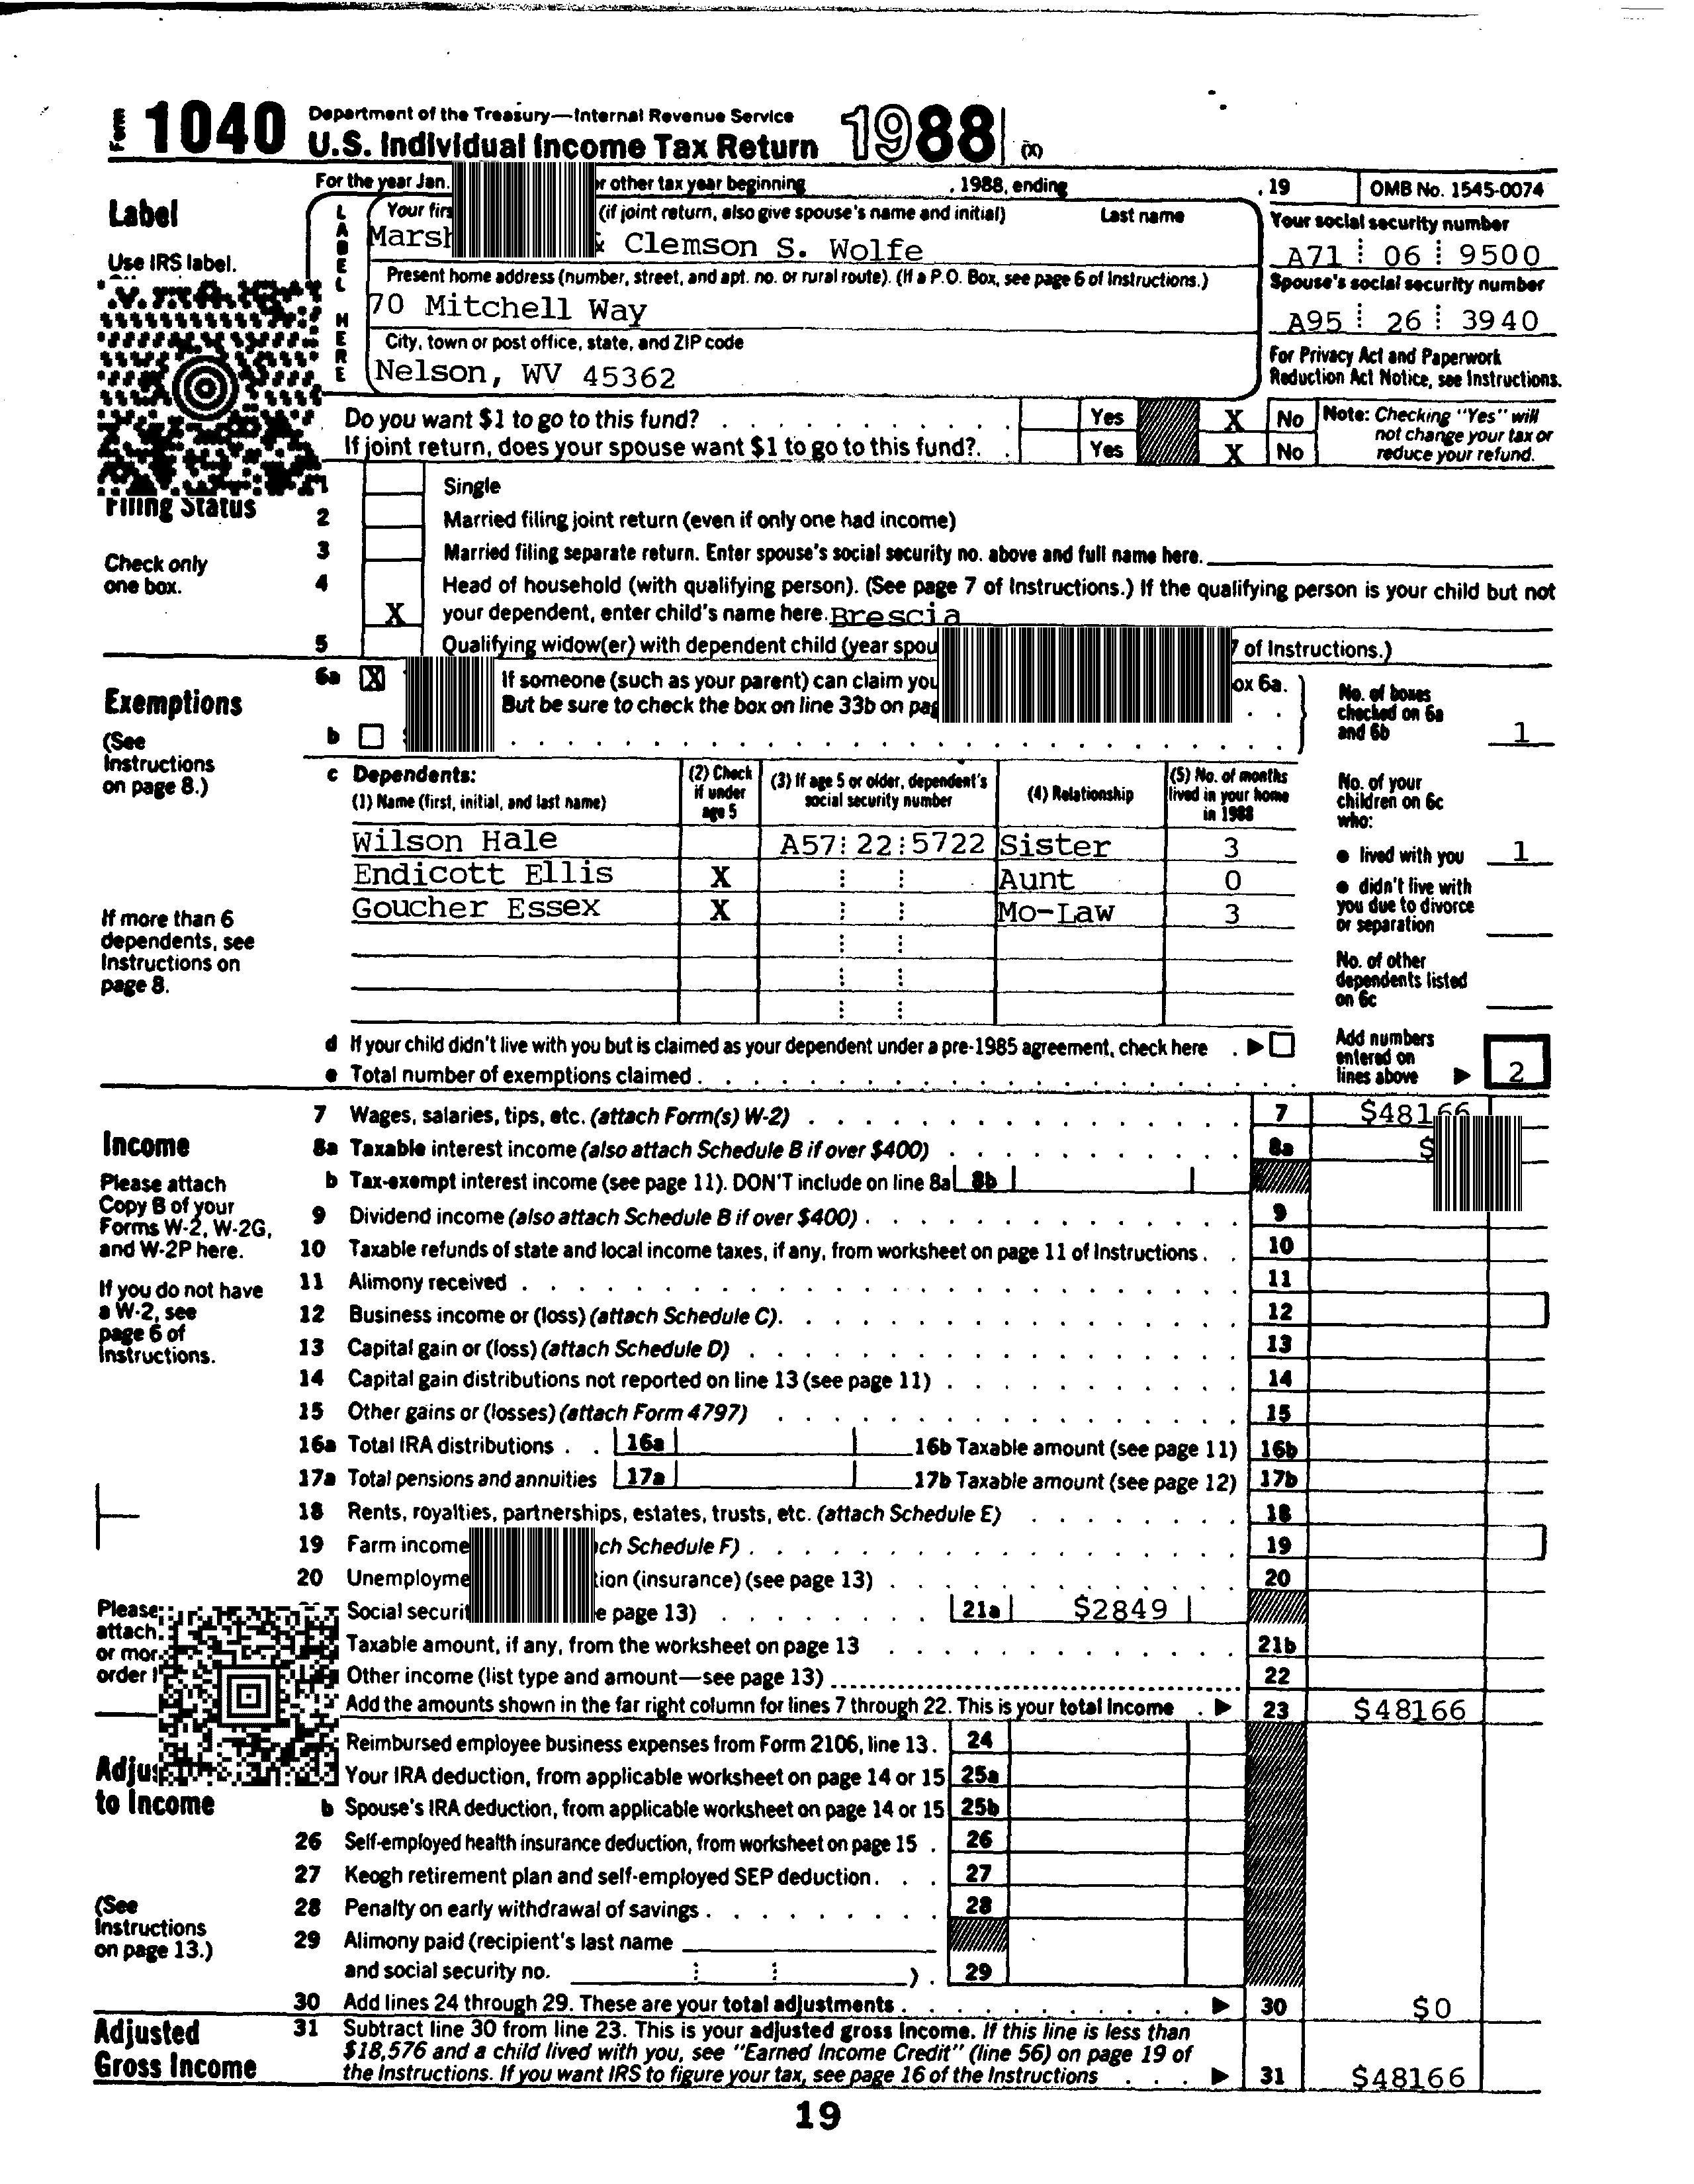 Form 1040 Department of the Treasury—Internal Revenue Service
U.S. Individual Income Tax Return 1988 (X)
For the year Jan. or other tax year beginning , 1988, ending , 19 OMB No. 1545-0074
Label
Use IRS label.
LABEL HERE
Your (if joint return, also give spouse's name and initial) Last name
& Clemson S. Wolfe
Your social security number
A71 06 9500
Present home address (number, street, and apt. no. or rural route). (If a P.O. Box, see page 6 of Instructions.)
70 Mitchell Way
Spouse's social security number
A95 26 3940
City, town or post office, state, and ZIP code
Nelson, WV 45362
For Privacy Act and Paperwork
Reduction Act Notice, see Instructions.
Do you want $1 to go to this fund? Yes X No
If joint return, does your spouse want $1 to go to this fund?. Yes X No
Note: Checking "Yes" will
not change your tax or
reduce your refund.
Filing Status
Check only
one box.
Single
2 Married filing joint return (even if only one had income)
3 Married filing separate return. Enter spouse's social security no. above and full name here.
4 Head of household (with qualifying person). (See page 7 of Instructions.) If the qualifying person is your child but not
X your dependent, enter child's name here. Brescia
5 Qualifying widow(er) with dependent child (year 7 of Instructions.)
Exemptions
(See
Instructions
on page 8.)
6a X If someone (such as your parent) can claim you box 6a.
But be sure to check the box on line 33b on
b
No. of boxes
checked on 6a
and 6b 1
c Dependents:
(1) Name (first, initial, and last name)
(2) Check
if under
age 5
(3) If age 5 or older, dependent's
social security number
(4) Relationship
(5) No. of months
lived in your home
in 1988
Wilson Hale A57 22 5722 Sister 3
Endicott Ellis X Aunt 0
Goucher Essex X Mo-Law 3
No. of your
children on 6c
who:
● lived with you 1
● didn't live with
you due to divorce
or separation
No. of other
dependents listed
on 6c
If more than 6
dependents, see
Instructions on
page 8.
d If your child didn't live with you but is claimed as your dependent under a pre-1985 agreement, check here
e Total number of exemptions claimed
Add numbers
entered on
lines above 2
Income
Please attach
Copy B of your
Forms W-2, W-2G,
and W-2P here.
If you do not have
a W-2, see
page 6 of
Instructions.
7 Wages, salaries, tips, etc. (attach Form(s) W-2) 7 $48166
8a Taxable interest income (also attach Schedule B if over $400) 8a $
b Tax-exempt interest income (see page 11). DON'T include on line 8a 8b
9 Dividend income (also attach Schedule B if over $400) 9
10 Taxable refunds of state and local income taxes, if any, from worksheet on page 11 of Instructions 10
11 Alimony received 11
12 Business income or (loss) (attach Schedule C). 12
13 Capital gain or (loss) (attach Schedule D) 13
14 Capital gain distributions not reported on line 13 (see page 11) 14
15 Other gains or (losses) (attach Form 4797) 15
16a Total IRA distributions 16a 16b Taxable amount (see page 11) 16b
17a Total pensions and annuities 17a 17b Taxable amount (see page 12) 17b
18 Rents, royalties, partnerships, estates, trusts, etc. (attach Schedule E) 18
19 Farm income Schedule F) 19
20 (insurance) (see page 13) 20
Social page 13) 21a $2849
Taxable amount, if any, from the worksheet on page 13 21b
Other income (list type and amount—see page 13) 22
Add the amounts shown in the far right column for lines 7 through 22. This is your total income 23 $48166
Please
attach
or
order
to Income
(See
Instructions
on page 13.)
Reimbursed employee business expenses from Form 2106, line 13. 24
Your IRA deduction, from applicable worksheet on page 14 or 15 25a
b Spouse's IRA deduction, from applicable worksheet on page 14 or 15 25b
26 Self-employed health insurance deduction, from worksheet on page 15 26
27 Keogh retirement plan and self-employed SEP deduction 27
28 Penalty on early withdrawal of savings 28
29 Alimony paid (recipient's last name
and social security no. ) 29
30 Add lines 24 through 29. These are your total adjustments 30 $0
Adjusted
Gross Income
31 Subtract line 30 from line 23. This is your adjusted gross income. If this line is less than
$18,576 and a child lived with you, see "Earned Income Credit" (line 56) on page 19 of
the Instructions. If you want IRS to figure your tax, see page 16 of the Instructions 31 $48166
19